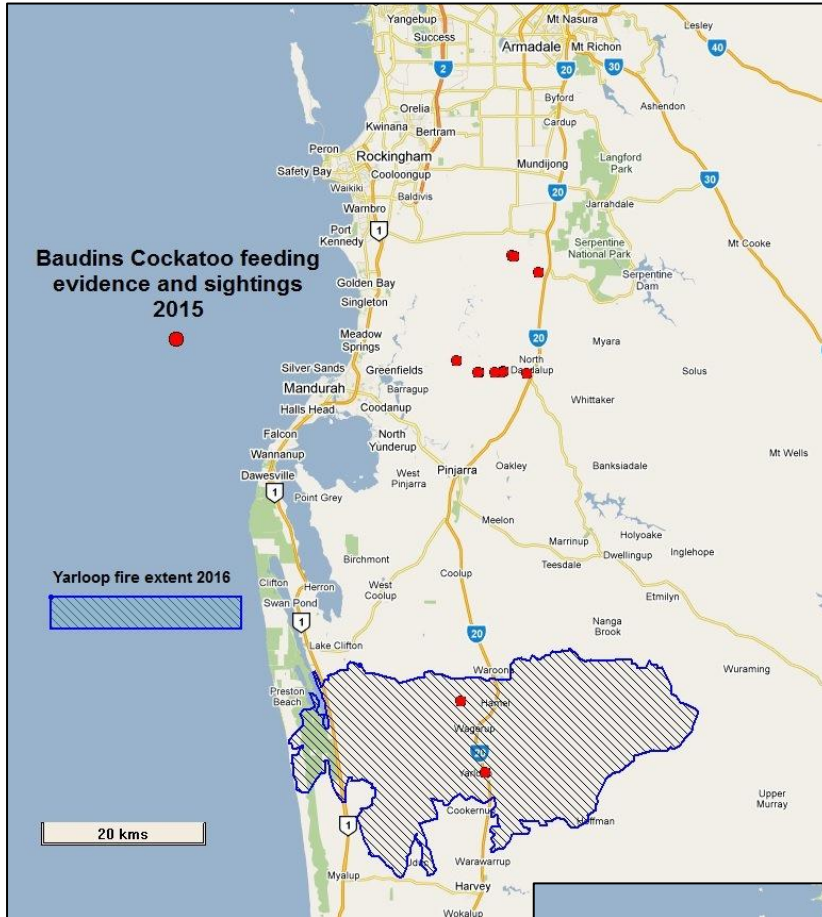 Yangebup
Success
Mt Nasura
Armadale
Mt Richon
Lesley
40
2
20
30
Orelia
Byford
Ashendon
Kwinana
Bertram
Cardup
Peron
Rockingham
Langford
Park
Safety Bay
Cooloongup
Mundijong
30
Waikiki
Baldivis
20
Jarrahdale
Warnbro
Port
Kennedy
1
Serpentine
National Park
Mt Cooke
Baudins Cockatoo feeding
evidence and sightings
2015
Serpentine
Dam
Golden Bay
Singleton
Meadow
Springs
20
Myara
Silver Sands
Greenfields
North
Solus
Mandurah
Barragup
Whittaker
Halls Head
Coodanup
Falcon
North
Yunderup
Wannanup
Mt Wells
Dawesville
West
Pinjarra
Pinjarra
Oakley
Banksiadale
1
Point Grey
Meelon
Holyoake
Marrinup
Inglehope
Birchmont
Teesdale
Dwellingup
Yarloop fire extent 2016
Coolup
Clifton
Herron
West
Coolup
Etmilyn
Swan Pond
1
Nanga
Brook
20
Lake Clifton
Waroona
Wuraming
Preston
Beach
Hamel
Wagerup
20
Upper
Murray
20 kms
1
Hoffman
Warawarrup
Myalup
Harvey
Wokalup